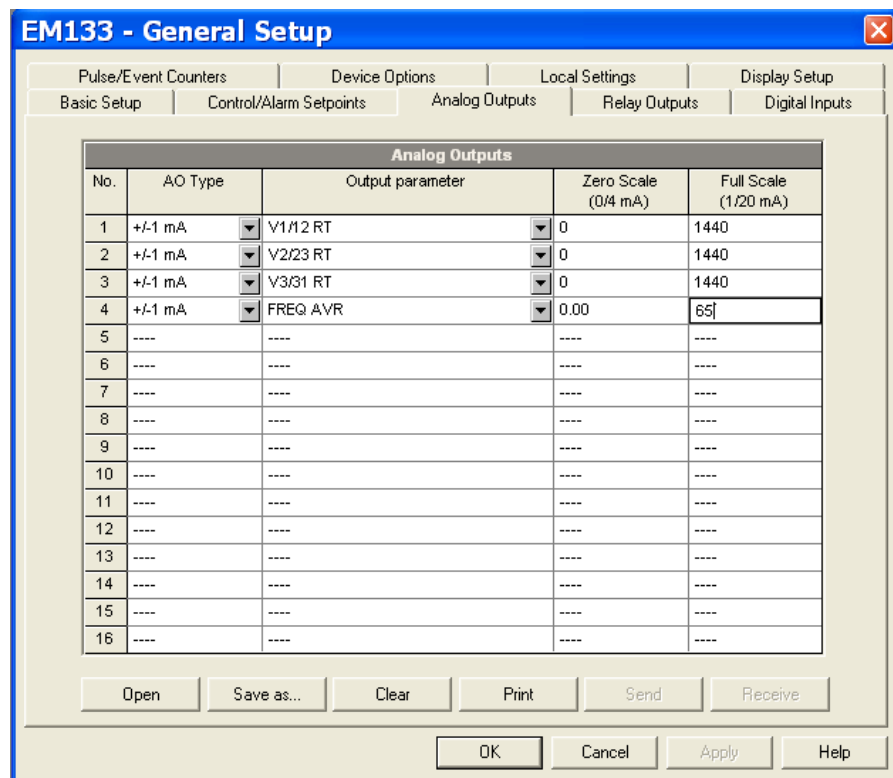 EM133 - General Setup
Pulse/Event Counters Device Options Local Settings Display Setup
Basic Setup Control/Alarm Setpoints Analog Outputs Relay Outputs Digital Inputs
Analog Outputs
No. AO Type Output parameter Zero Scale (0/4 mA) Full Scale (1/20 mA)
1 +/-1 mA V1/12 RT 0 1440
2 +/-1 mA V2/23 RT 0 1440
3 +/-1 mA V3/31 RT 0 1440
4 +/-1 mA FREQ AVR 0.00 65
5 ---- ---- ---- ----
6 ---- ---- ---- ----
7 ---- ---- ---- ----
8 ---- ---- ---- ----
9 ---- ---- ---- ----
10 ---- ---- ---- ----
11 ---- ---- ---- ----
12 ---- ---- ---- ----
13 ---- ---- ---- ----
14 ---- ---- ---- ----
15 ---- ---- ---- ----
16 ---- ---- ---- ----
Open Save as... Clear Print Send Receive
OK Cancel Apply Help